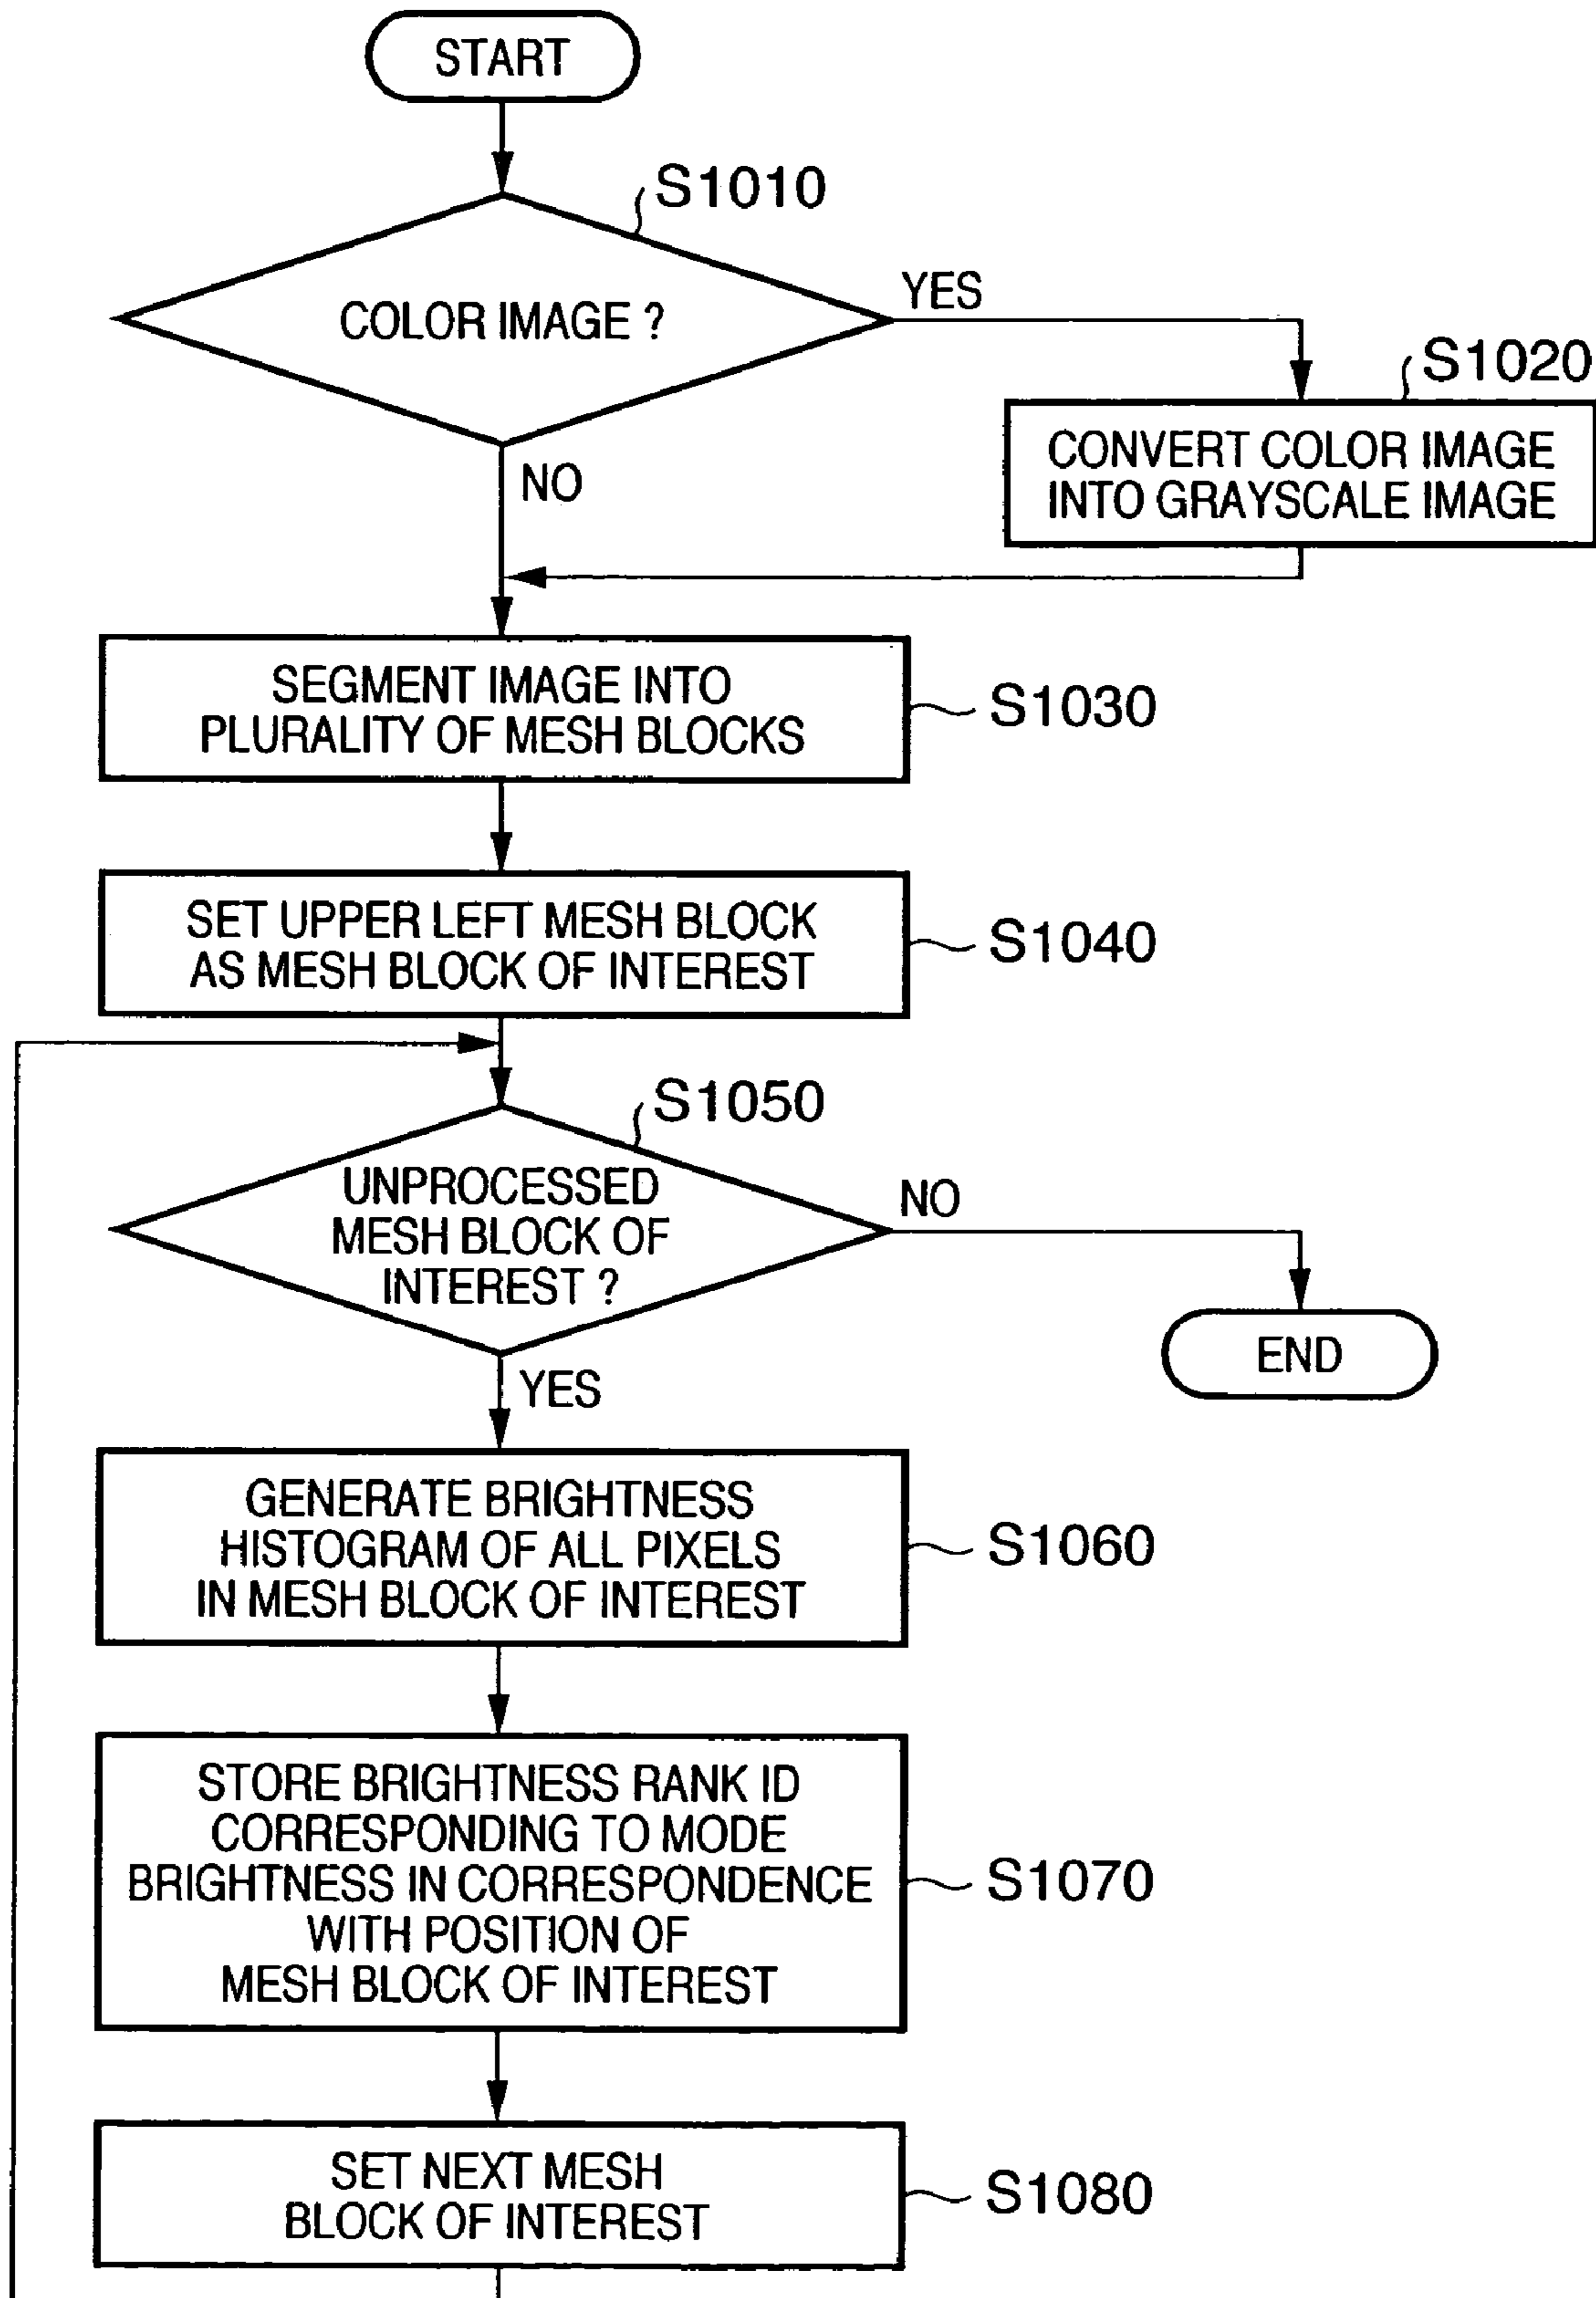 START
S1010
COLOR IMAGE ?
YES
S1020
CONVERT COLOR IMAGE
INTO GRAYSCALE IMAGE
NO
SEGMENT IMAGE INTO
PLURALITY OF MESH BLOCKS
S1030
SET UPPER LEFT MESH BLOCK
AS MESH BLOCK OF INTEREST
S1040
S1050
UNPROCESSED
MESH BLOCK OF
INTEREST ?
NO
END
YES
GENERATE BRIGHTNESS
HISTOGRAM OF ALL PIXELS
IN MESH BLOCK OF INTEREST
S1060
STORE BRIGHTNESS RANK ID
CORRESPONDING TO MODE
BRIGHTNESS IN CORRESPONDENCE
WITH POSITION OF
MESH BLOCK OF INTEREST
S1070
SET NEXT MESH
BLOCK OF INTEREST
S1080